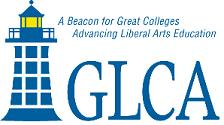 A Beacon for Great Colleges
Advancing Liberal Arts Education
GLCA